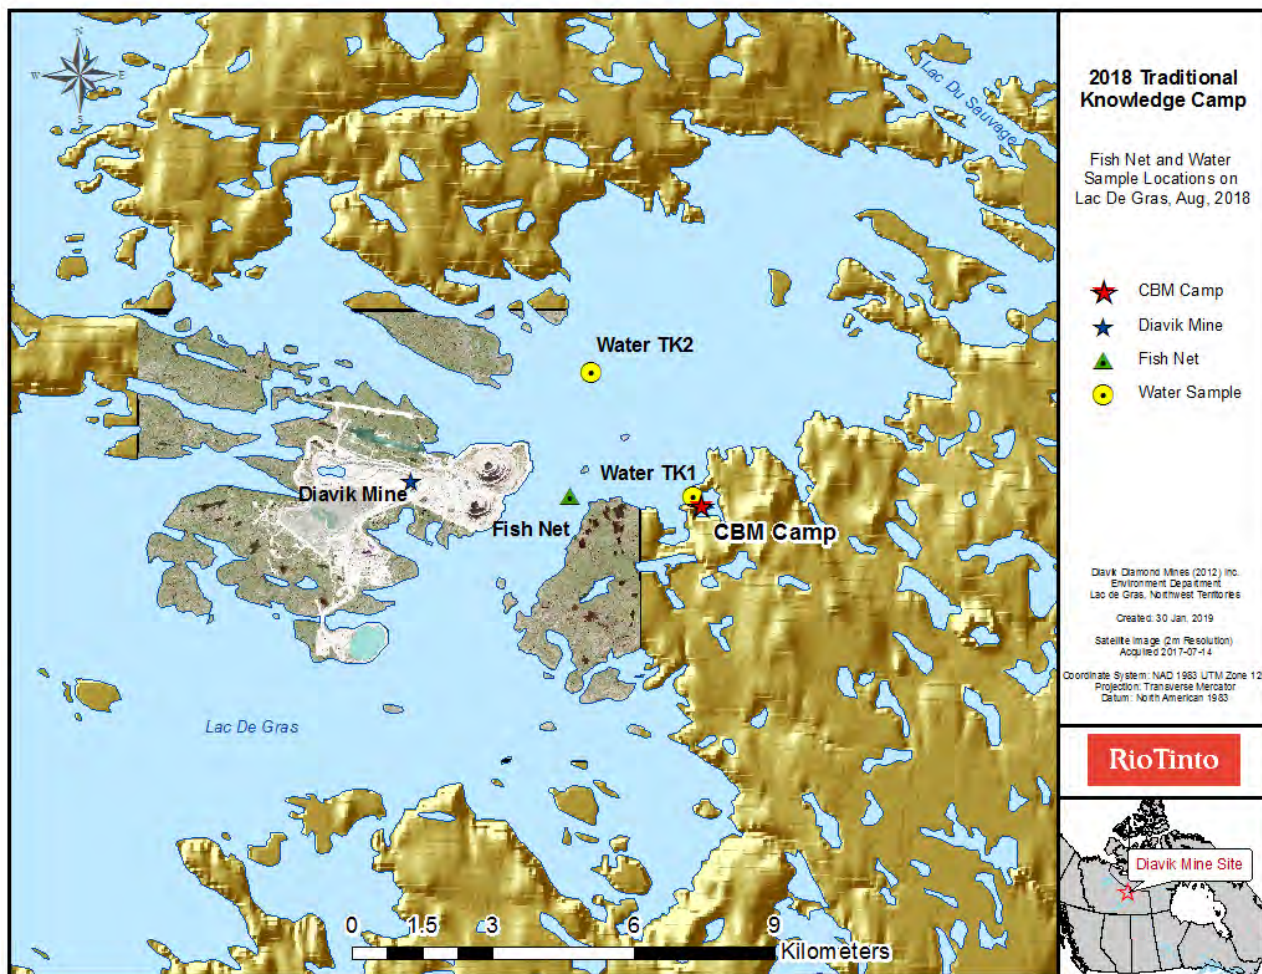 N
W
E
S
Lac Du Sauvage
Water TK2
Water TK1
Diavik Mine
Fish Net
CBM Camp
Lac De Gras
0 1.5 3 6 9
Kilometers
2018 Traditional
Knowledge Camp
Fish Net and Water
Sample Locations on
Lac De Gras, Aug, 2018
CBM Camp
Diavik Mine
Fish Net
Water Sample
Diavik Diamond Mines (2012) Inc.
Environment Department
Lac de Gras, Northwest Territories
Created: 30 Jan, 2019
Satellite Image (2m Resolution)
Acquired 2017-07-14
Coordinate System: NAD 1983 UTM Zone 12
Projection: Transverse Mercator
Datum: North American 1983
RioTinto
Diavik Mine Site